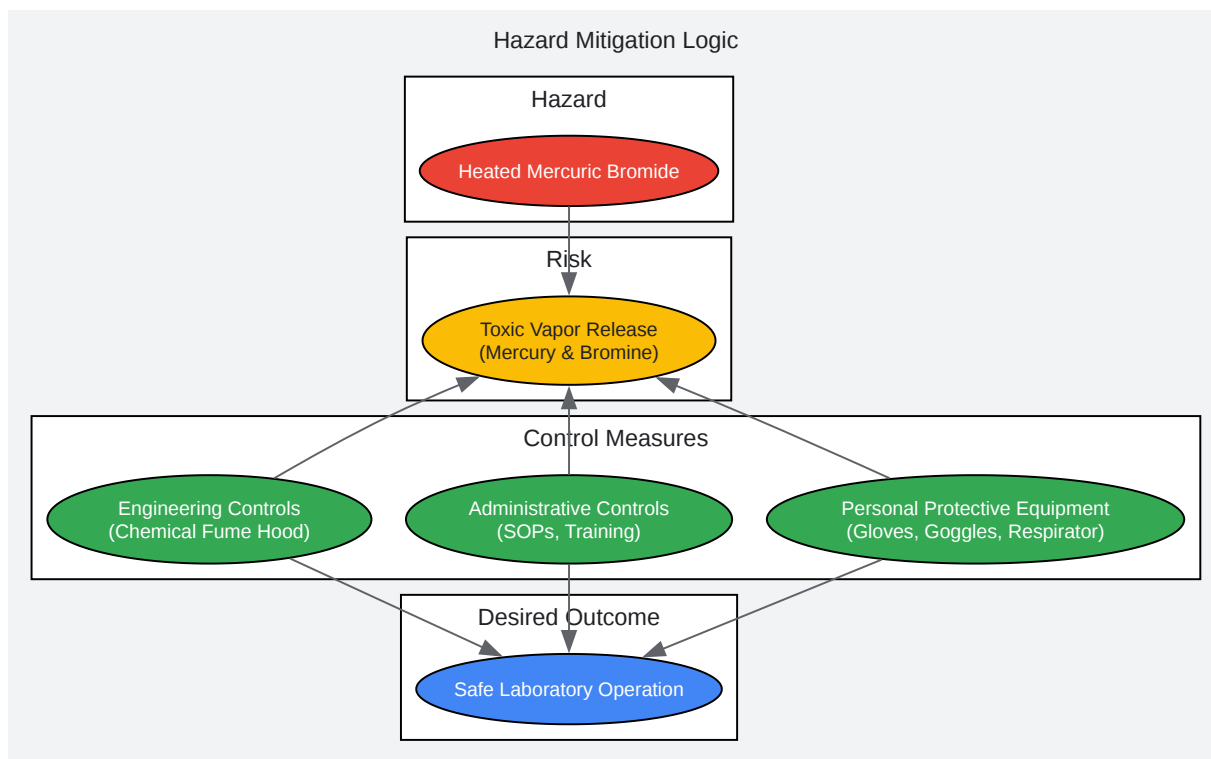 Hazard Mitigation Logic
Hazard
Heated Mercuric Bromide
Risk
Toxic Vapor Release
(Mercury & Bromine)
Control Measures
Engineering Controls
(Chemical Fume Hood)
Administrative Controls
(SOPs, Training)
Personal Protective Equipment
(Gloves, Goggles, Respirator)
Desired Outcome
Safe Laboratory Operation